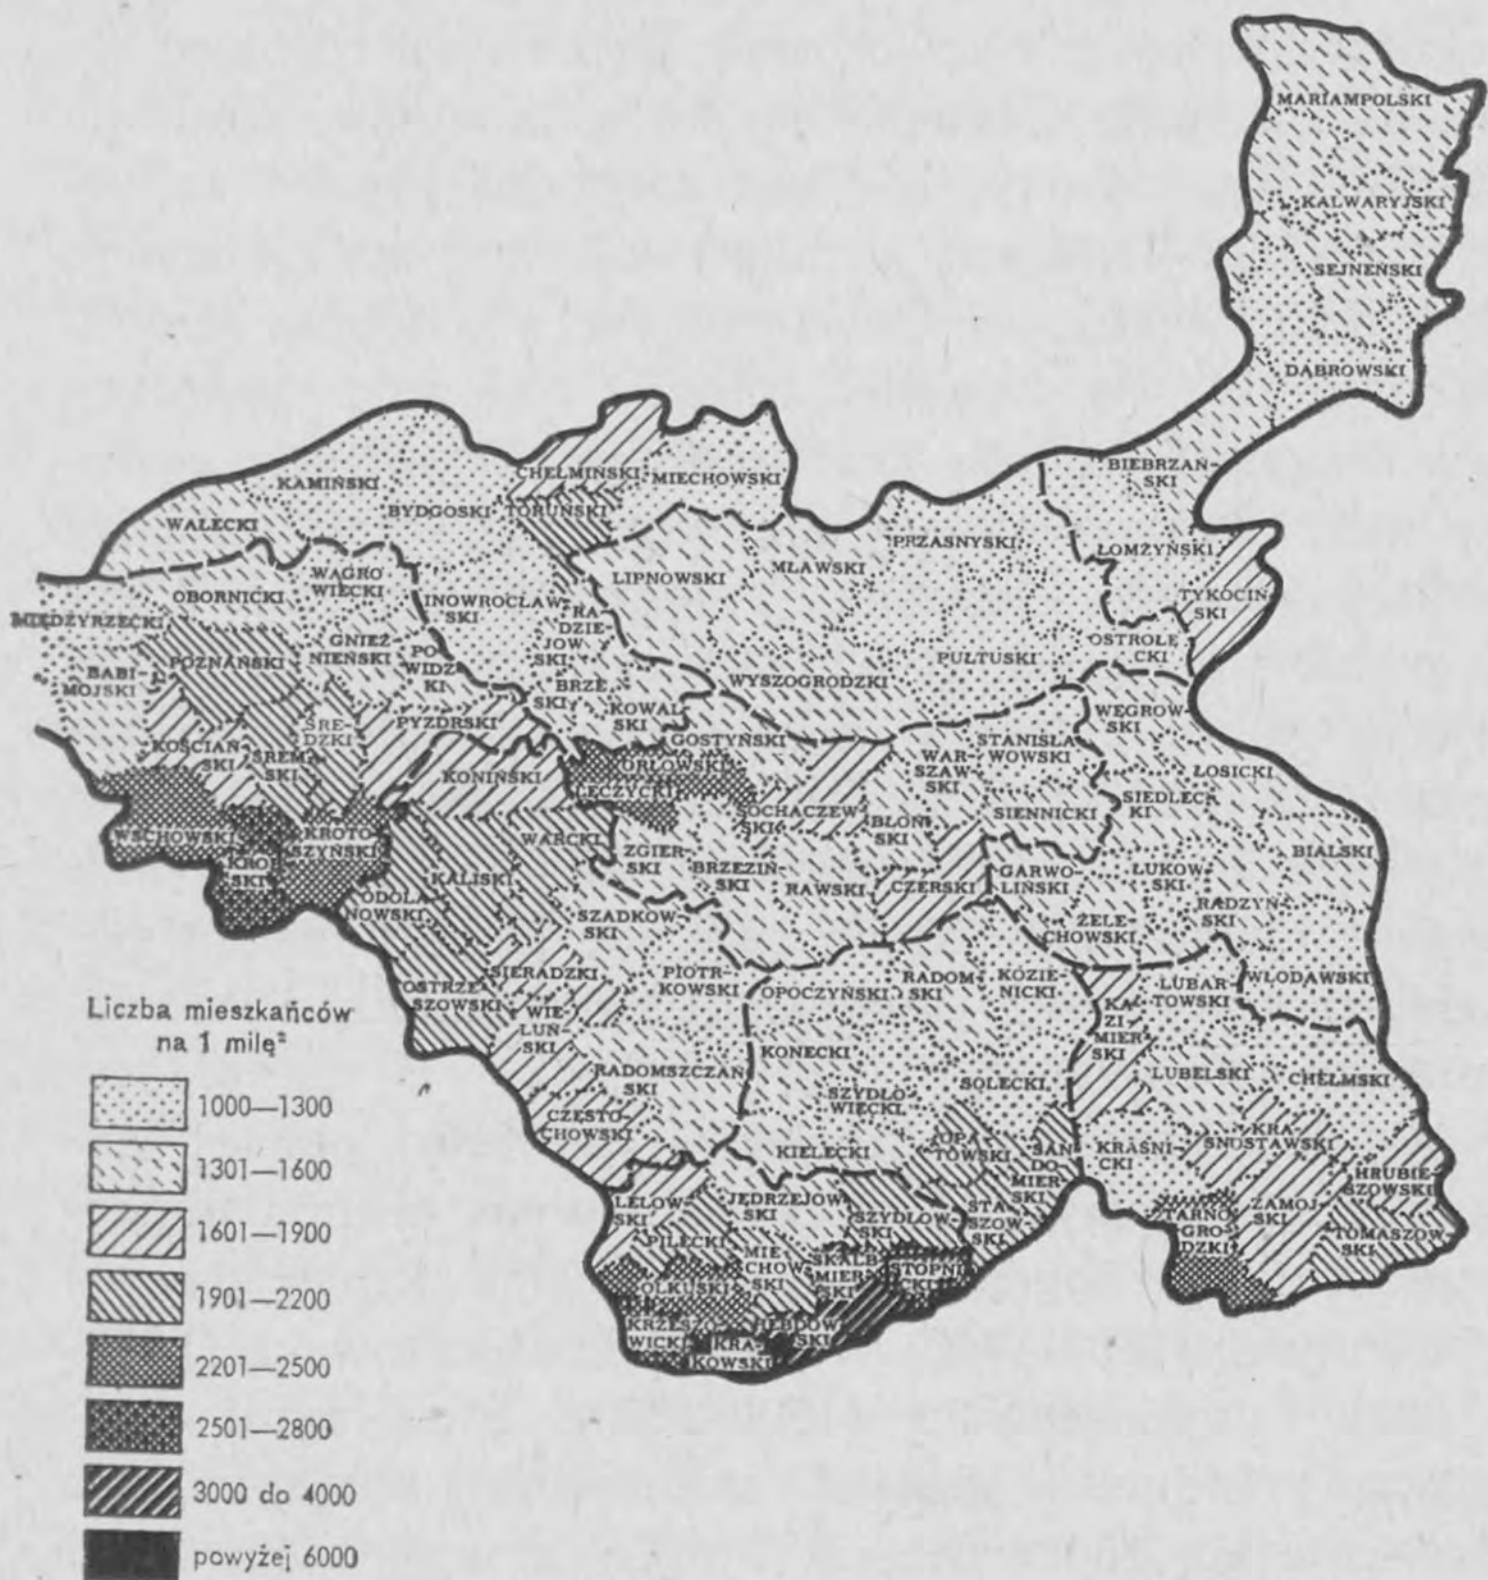 MARIAMPOLSKI
KALWARYJSKI
SEJNEŃSKI
DĄBROWSKI
BIEBRZAŃ-
SKI
CHEŁMIŃSKI
MIECHOWSKI
KAMIŃSKI
BYDGOSKI
TORUŃSKI
WAŁECKI
PRZASNYSKI
ŁOMŻYŃSKI
TYKOCIŃ
SKI
OSTROŁĘ
CKI
LIPNOWSKI
MŁAWSKI
WĄGRO
WIECKI
OBORNICKI
INOWROCŁAW
SKI
RA-
DZIE
JOW
SKI
MIĘDZYRZECKI
GNIEŹ
NIEŃSKI
PO
WIDZ
KI
POZNAŃSKI
BABI-
MOJSKI
PUŁTUSKI
WYSZOGRODZKI
BRZE
SKI
KOWAL
SKI
WĘGROW-
SKI
KOŚCIAŃ-
SKI
ŚREM-
SKI
ŚRE-
DZKI
PYZDRSKI
GOSTYŃSKI
WAR-
SZAW-
SKI
STANISŁA
WOWSKI
KONIŃSKI
ORŁOWSKI
ŁĘCZYCKI
SOCHACZEW
SKI
BŁOŃ
SKI
SIENNICKI
SIEDLEC
KI
ŁOSICKI
WSCHOWSKI
KRO
SKI
KROTO-
SZYŃSKI
WARCKI
ZGIER
SKI
BRZEZIŃ-
SKI
RAWSKI
CZERSKI
GARWO-
LIŃSKI
ŁUKOW
SKI
BIALSKI
KALISKI
ODOLA
NOWSKI
SZADKOW-
SKI
ŻELE
CHOWSKI
RADZYŃ
SKI
SIERADZKI
PIOTR-
KOWSKI
OPOCZYŃSKI
RADOM
SKI
KOZIE-
NICKI
LUBAR
TOWSKI
WŁODAWSKI
OSTRZE-
SZOWSKI
WIE
LUŃ-
SKI
KA
ZI
MIER
SKI
RADOMSZCZAŃ
SKI
KONECKI
SZYDŁO
WIECKI
SOLECKI
LUBELSKI
CHEŁMSKI
CZĘSTO-
CHOWSKI
KIELECKI
OPA
TOWSKI
SAN
DO
MIER-
SKI
KRAŚNI-
CKI
KRA-
SNOSTAWSKI
HRUBIE-
SZOWSKI
LELOW-
SKI
JĘDRZEJOW
SKI
SZYDŁOW-
SKI
STA
SZOW-
SKI
TARNO
GRO-
DZKI
ZAMOJ-
SKI
TOMASZOW-
SKI
PILECKI
MIE
CHOW
SKI
SKALB
MIER-
SKI
STOPNI
CKI
OLKUSKI
KRZESZO
WICKI
HEBDOW
SKI
KRA-
KOWSKI
Liczba mieszkańców
na 1 milę²
1000—1300
1301—1600
1601—1900
1901—2200
2201—2500
2501—2800
3000 do 4000
powyżej 6000